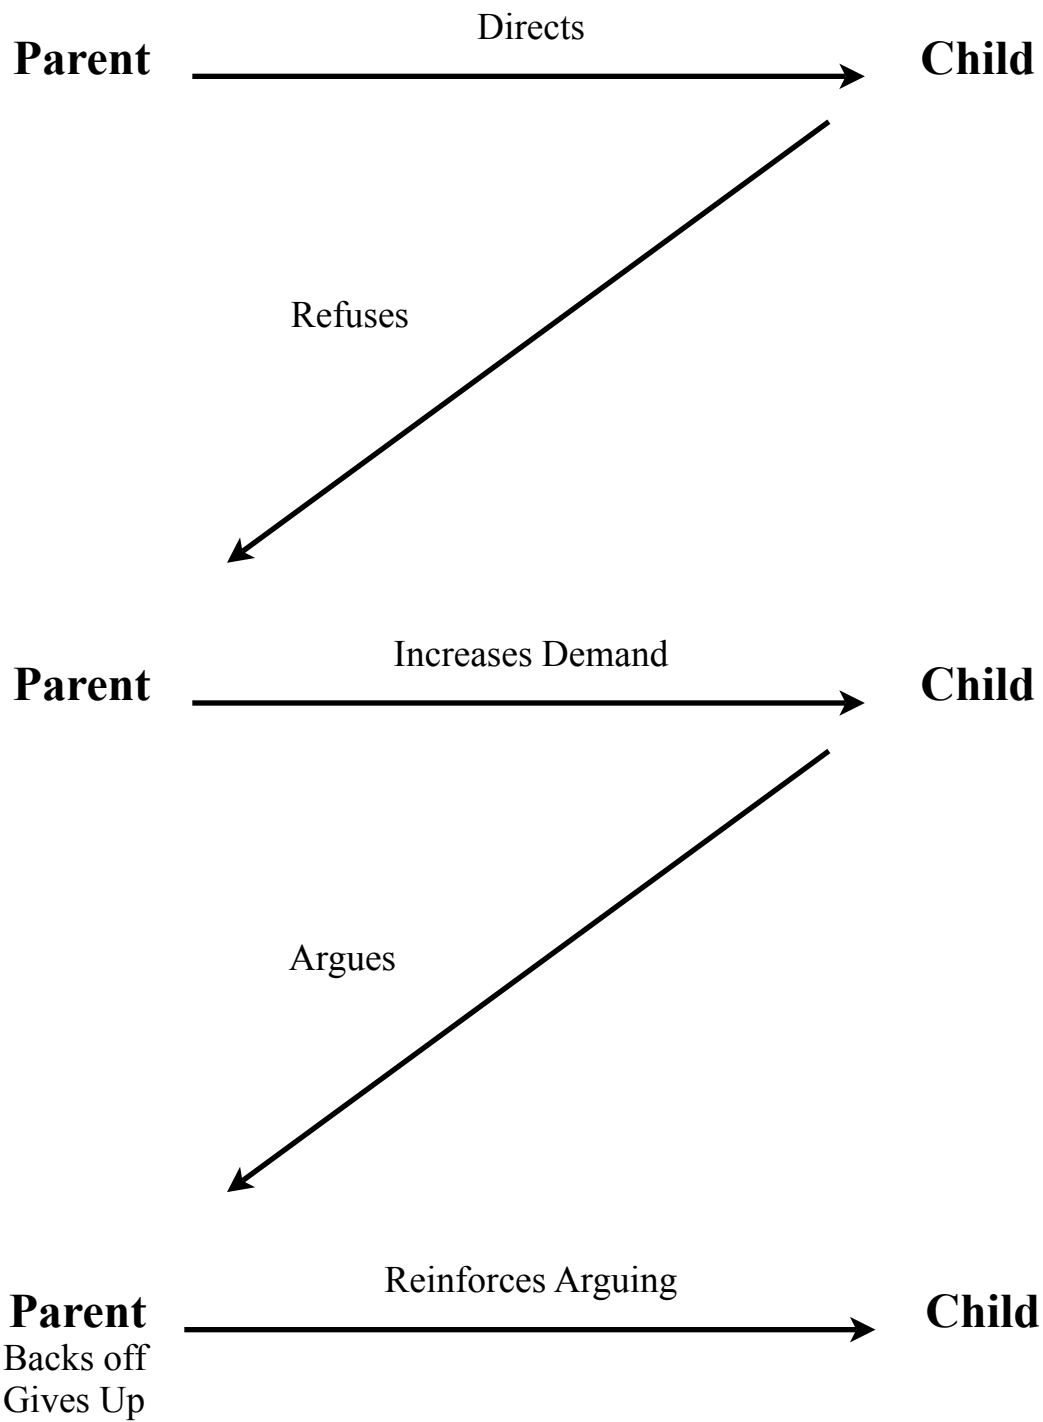 Directs
Parent
Child
Refuses
Increases Demand
Parent
Child
Argues
Reinforces Arguing
Parent
Child
Backs off
Gives Up